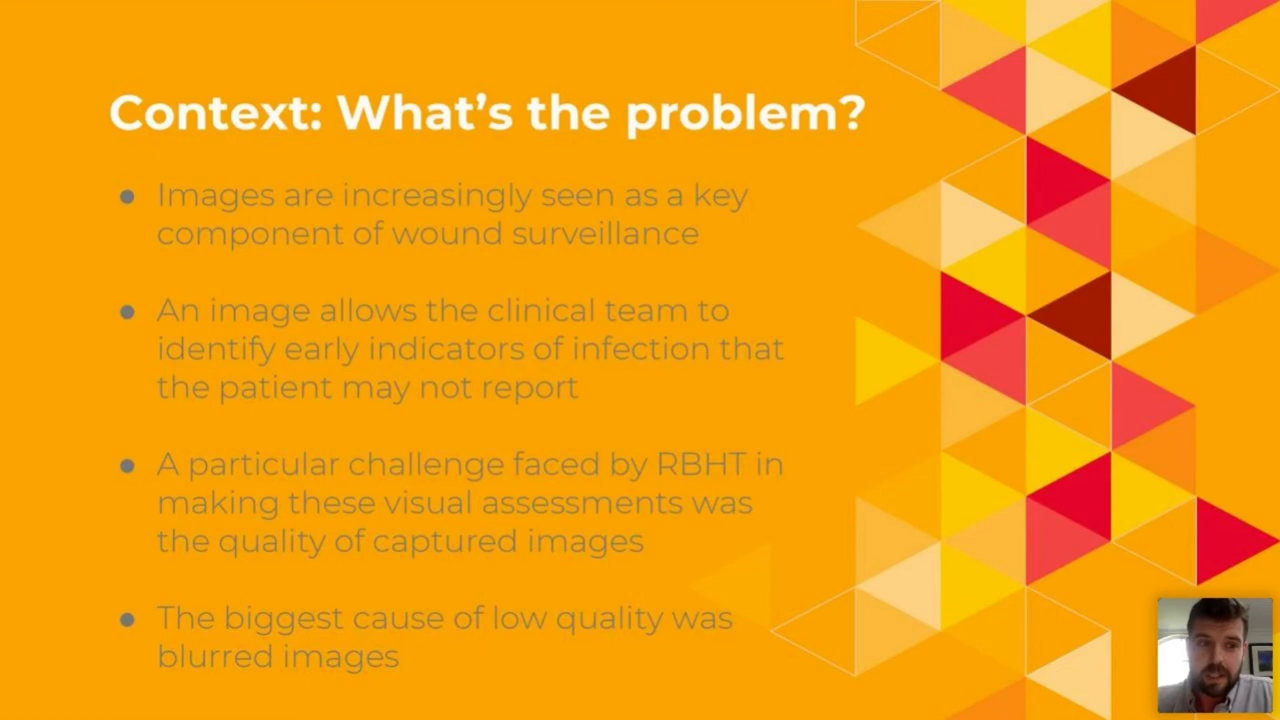 Context: What's the problem?
● Images are increasingly seen as a key
component of wound surveillance
● An image allows the clinical team to
identify early indicators of infection that
the patient may not report
● A particular challenge faced by RBHT in
making these visual assessments was
the quality of captured images
● The biggest cause of low quality was
blurred images